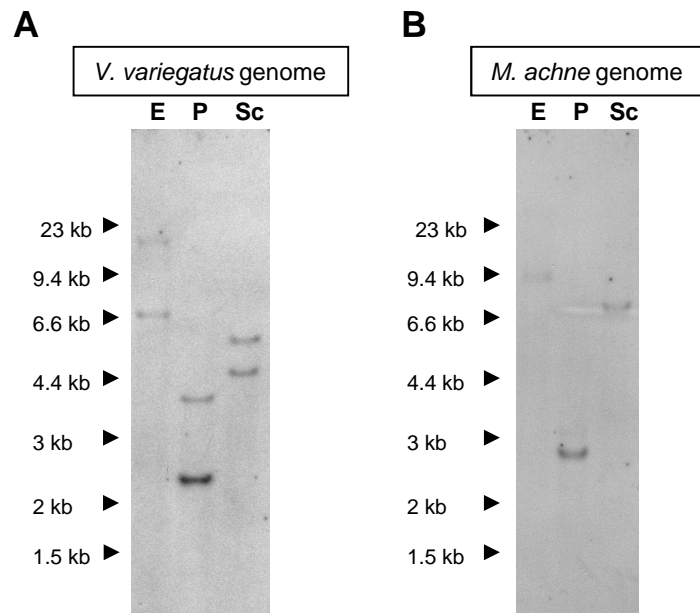 A
V. variegatus genome
E P Sc
23 kb
9.4 kb
6.6 kb
4.4 kb
3 kb
2 kb
1.5 kb
B
M. achne genome
E P Sc
23 kb
9.4 kb
6.6 kb
4.4 kb
3 kb
2 kb
1.5 kb